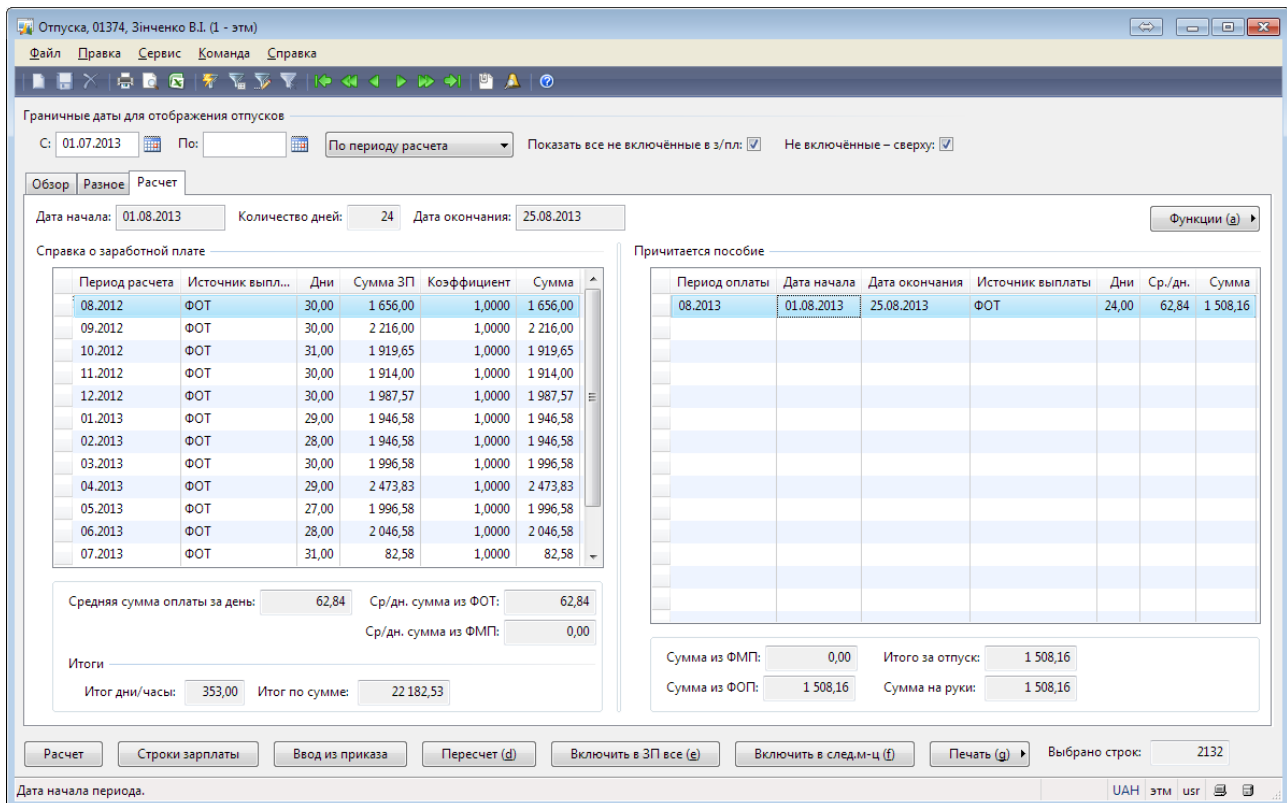 Отпуска, 01374, Зінченко В.І. (1 - этм)
Файл Правка Сервис Команда Справка
Граничные даты для отображения отпусков
С: 01.07.2013 По: По периоду расчета Показать все не включённые в з/пл: Не включённые – сверху:
Обзор Разное Расчет
Дата начала: 01.08.2013 Количество дней: 24 Дата окончания: 25.08.2013 Функции (a)
Справка о заработной плате
Период расчета Источник выпл... Дни Сумма ЗП Коэффициент Сумма
08.2012 ФОТ 30,00 1 656,00 1,0000 1 656,00
09.2012 ФОТ 30,00 2 216,00 1,0000 2 216,00
10.2012 ФОТ 31,00 1 919,65 1,0000 1 919,65
11.2012 ФОТ 30,00 1 914,00 1,0000 1 914,00
12.2012 ФОТ 30,00 1 987,57 1,0000 1 987,57
01.2013 ФОТ 29,00 1 946,58 1,0000 1 946,58
02.2013 ФОТ 28,00 1 946,58 1,0000 1 946,58
03.2013 ФОТ 30,00 1 996,58 1,0000 1 996,58
04.2013 ФОТ 29,00 2 473,83 1,0000 2 473,83
05.2013 ФОТ 27,00 1 996,58 1,0000 1 996,58
06.2013 ФОТ 28,00 2 046,58 1,0000 2 046,58
07.2013 ФОТ 31,00 82,58 1,0000 82,58
Средняя сумма оплаты за день: 62,84 Ср/дн. сумма из ФОТ: 62,84
Ср/дн. сумма из ФМП: 0,00
Итоги
Итог дни/часы: 353,00 Итог по сумме: 22 182,53
Причитается пособие
Период оплаты Дата начала Дата окончания Источник выплаты Дни Ср./дн. Сумма
08.2013 01.08.2013 25.08.2013 ФОТ 24,00 62,84 1 508,16
Сумма из ФМП: 0,00 Итого за отпуск: 1 508,16
Сумма из ФОП: 1 508,16 Сумма на руки: 1 508,16
Расчет Строки зарплаты Ввод из приказа Пересчет (d) Включить в ЗП все (e) Включить в след.м-ц (f) Печать (g) Выбрано строк: 2132
Дата начала периода. UAH этм usr